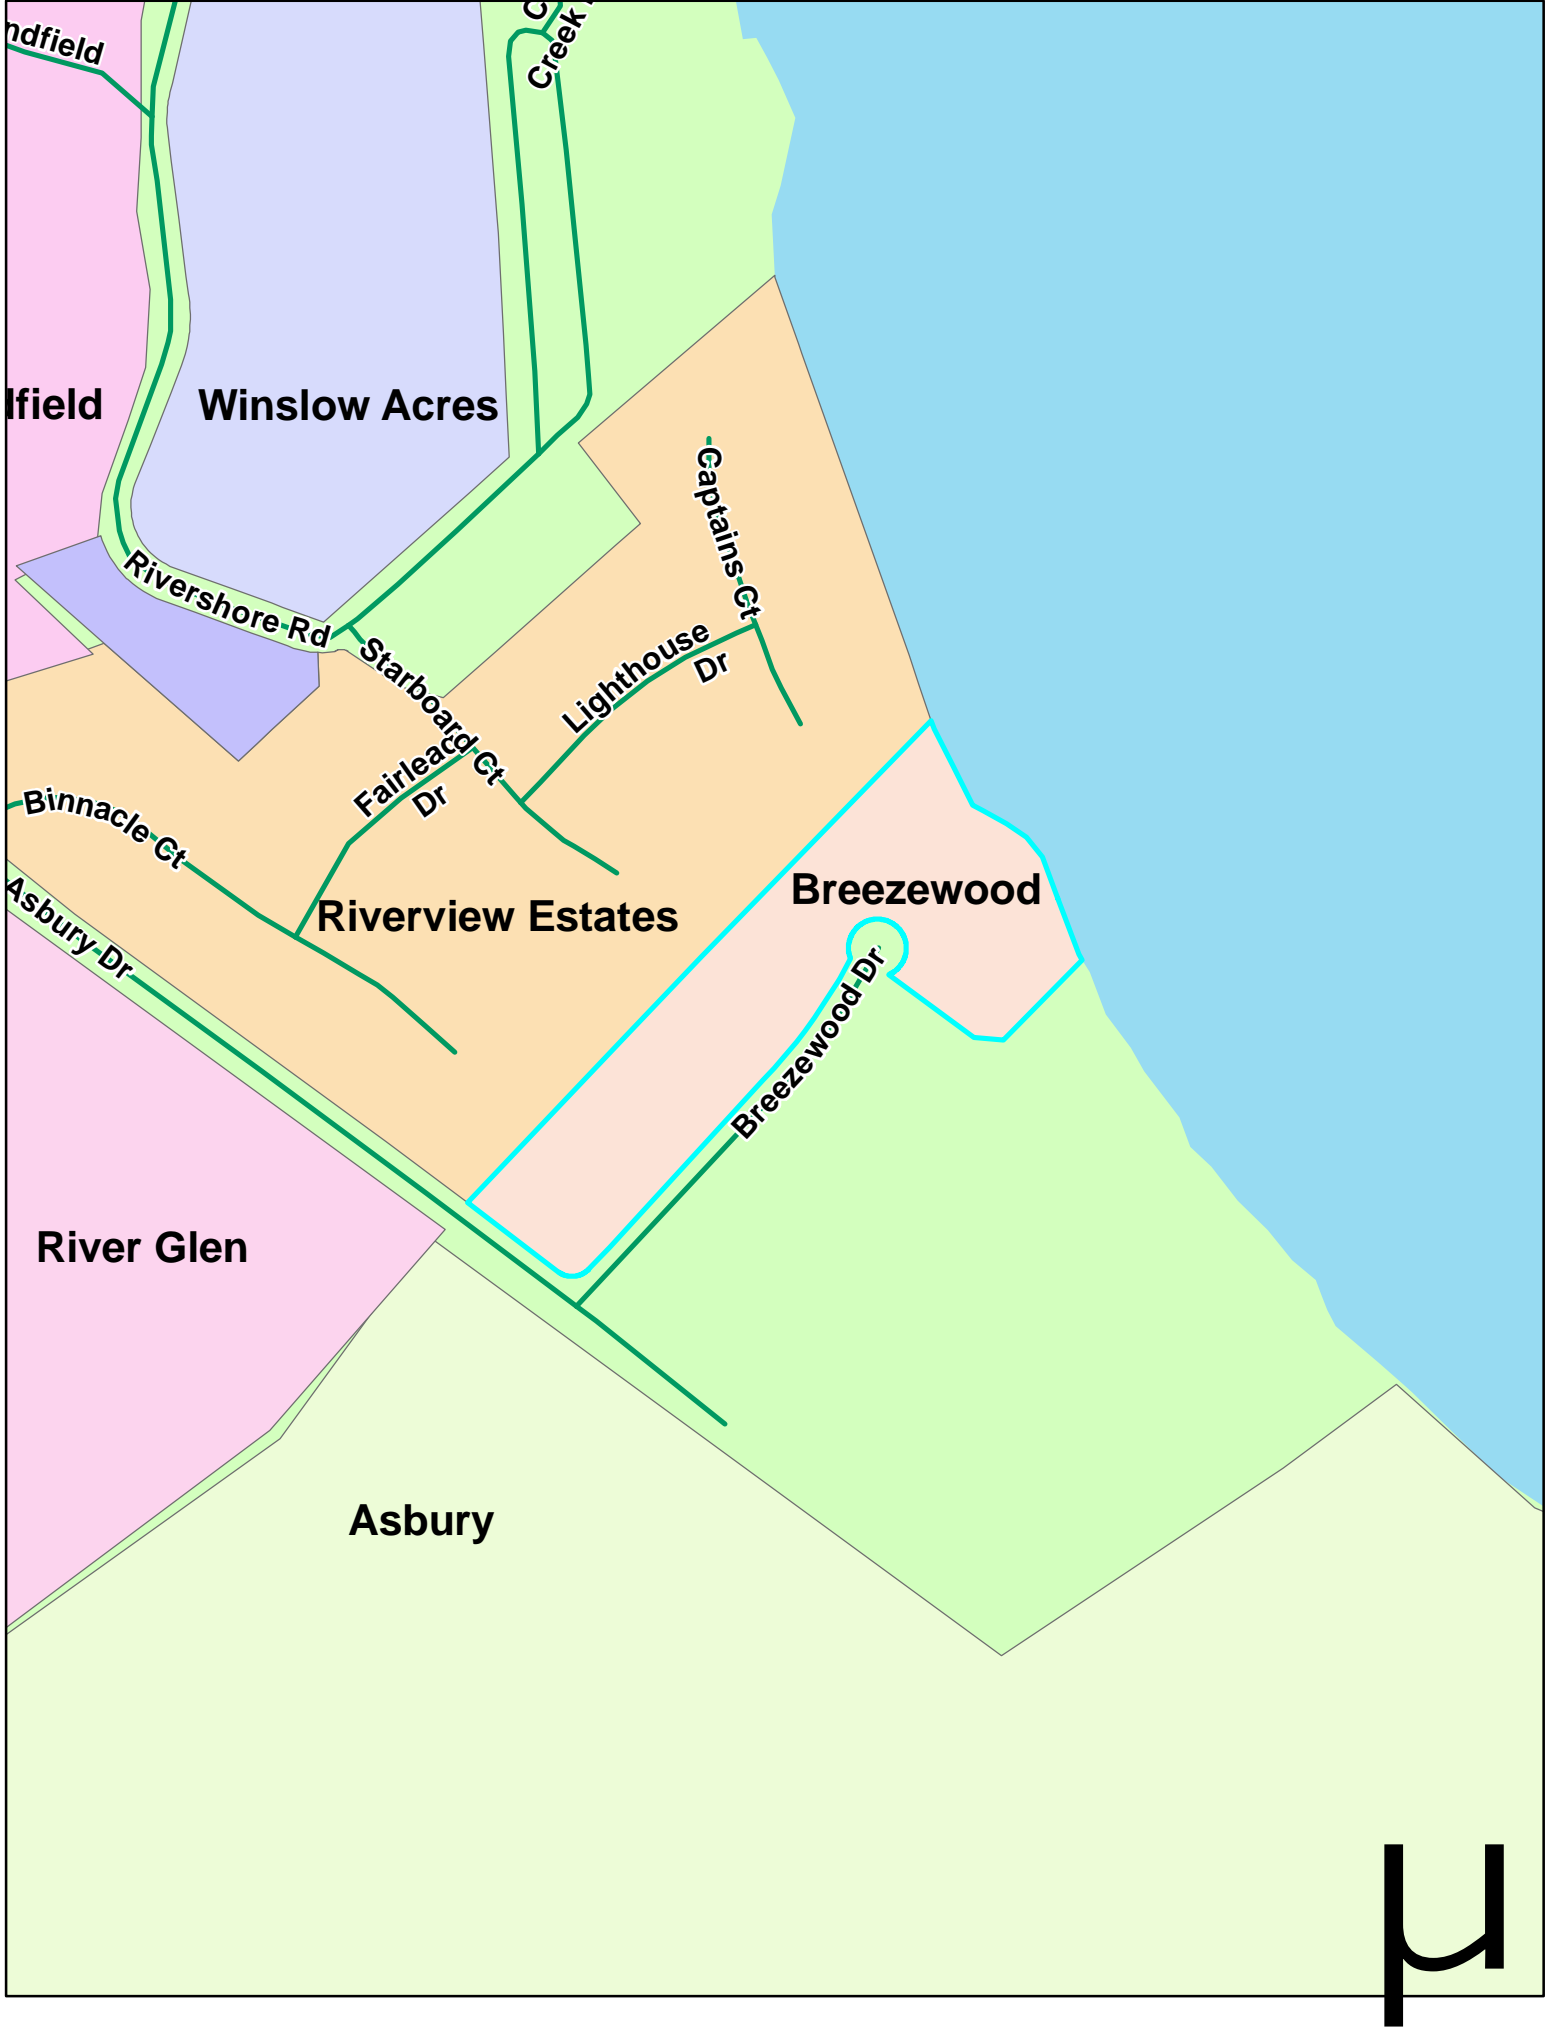 ndfield
Creek
lfield
Winslow Acres
Captains Ct
Rivershore Rd
Starboard Ct
Lighthouse
Dr
Fairlead
Dr
Binnacle Ct
Asbury Dr
Riverview Estates
Breezewood
Breezewood Dr
River Glen
Asbury
µ